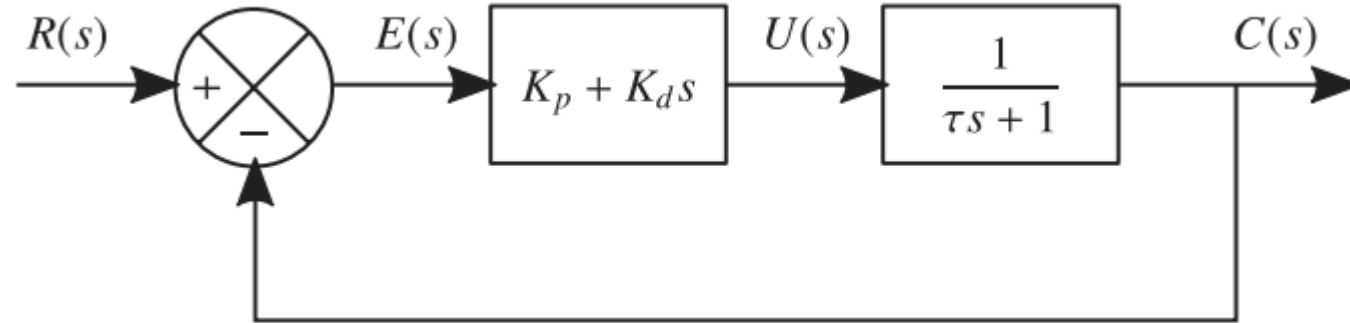 R(s) E(s) U(s) C(s)
+ K_p + K_d s 1
− τs + 1